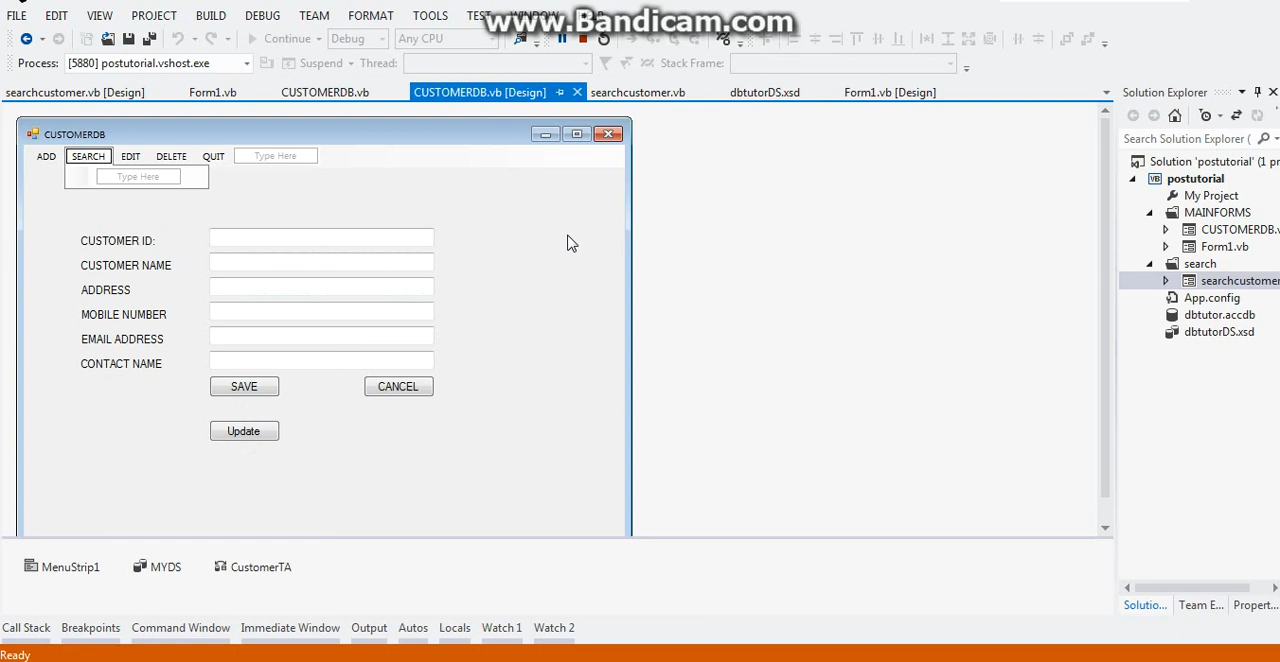 www.Bandicam.com
FILE EDIT VIEW PROJECT BUILD DEBUG TEAM FORMAT TOOLS TEST WINDOW
Continue Debug Any CPU
Process: [5880] postutorial.vshost.exe Suspend Thread: Stack Frame:
searchcustomer.vb [Design] Form1.vb CUSTOMERDB.vb CUSTOMERDB.vb [Design] searchcustomer.vb dbtutorDS.xsd Form1.vb [Design]
CUSTOMERDB
ADD SEARCH EDIT DELETE QUIT Type Here
Type Here
CUSTOMER ID:
CUSTOMER NAME
ADDRESS
MOBILE NUMBER
EMAIL ADDRESS
CONTACT NAME
SAVE CANCEL
Update
MenuStrip1 MYDS CustomerTA
Solution Explorer
Search Solution Explorer (
Solution 'postutorial' (1 pr
postutorial
My Project
MAINFORMS
CUSTOMERDB.v
Form1.vb
search
searchcustomer
App.config
dbtutor.accdb
dbtutorDS.xsd
Solutio... Team E... Propert...
Call Stack Breakpoints Command Window Immediate Window Output Autos Locals Watch 1 Watch 2
Ready